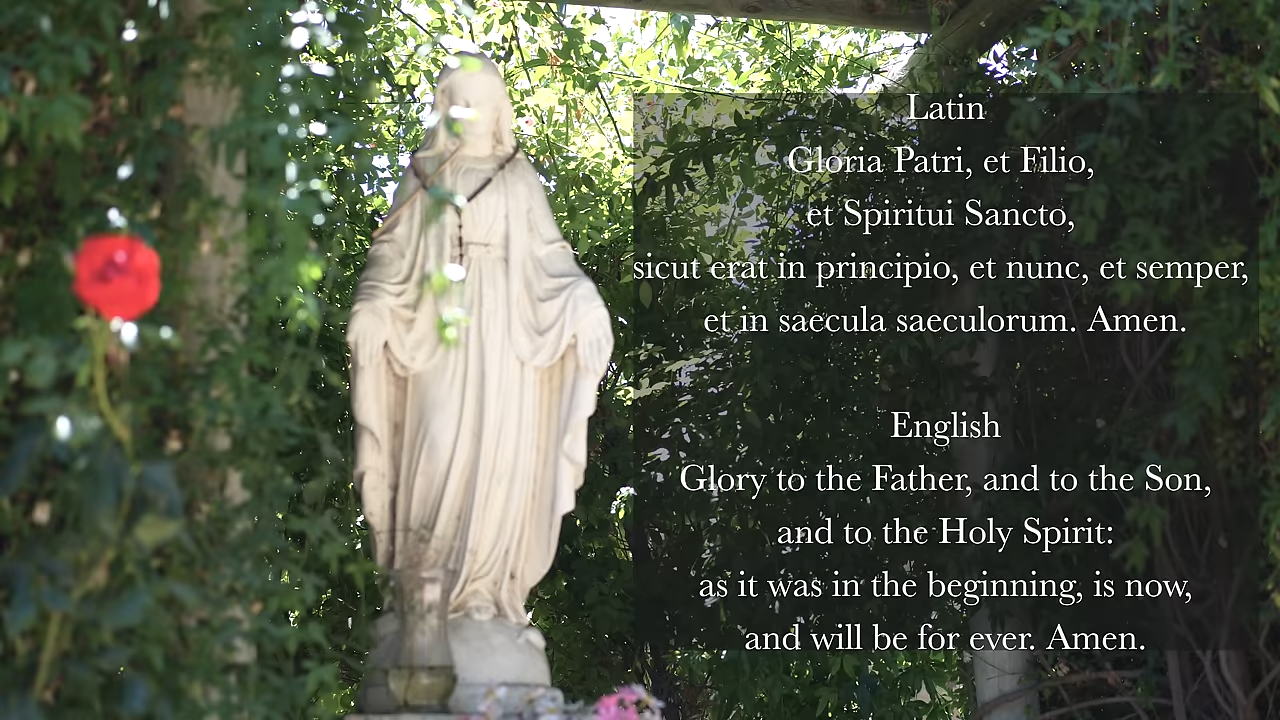 Latin
Gloria Patri, et Filio,
et Spiritui Sancto,
sicut erat in principio, et nunc, et semper,
et in saecula saeculorum. Amen.
English
Glory to the Father, and to the Son,
and to the Holy Spirit:
as it was in the beginning, is now,
and will be for ever. Amen.